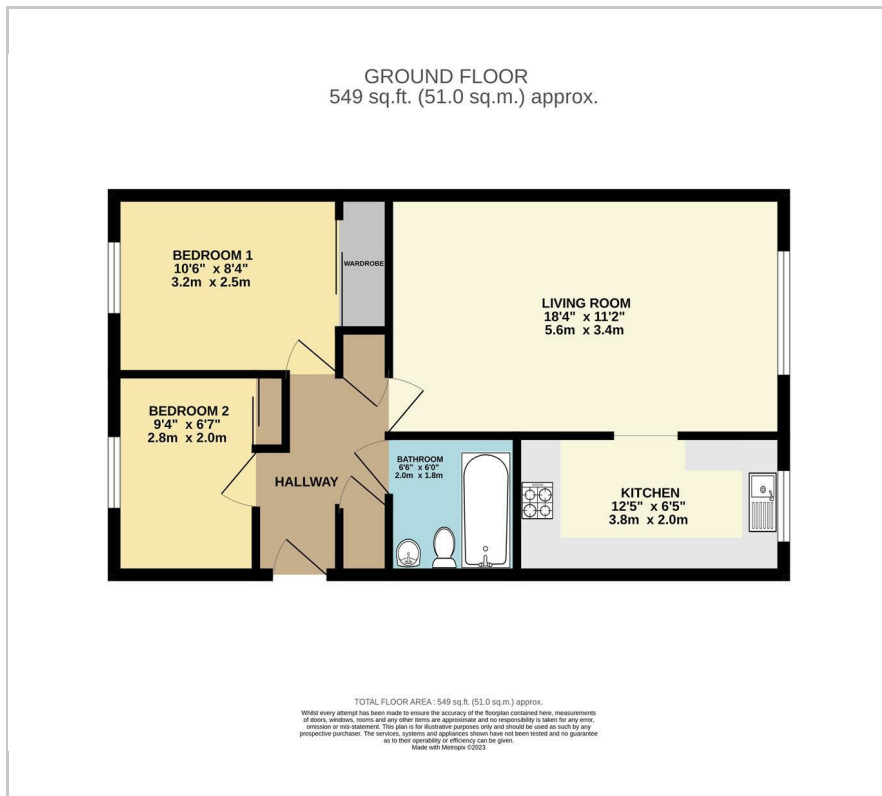 GROUND FLOOR
549 sq.ft. (51.0 sq.m.) approx.
BEDROOM 1
10'6" x 8'4"
3.2m x 2.5m
WARDROBE
LIVING ROOM
18'4" x 11'2"
5.6m x 3.4m
BEDROOM 2
9'4" x 6'7"
2.8m x 2.0m
HALLWAY
BATHROOM
6'6" x 6'0"
2.0m x 1.8m
KITCHEN
12'5" x 6'5"
3.8m x 2.0m
TOTAL FLOOR AREA : 549 sq.ft. (51.0 sq.m.) approx.
Whilst every attempt has been made to ensure the accuracy of the floorplan contained here, measurements
of doors, windows, rooms and any other items are approximate and no responsibility is taken for any error,
omission or mis-statement. This plan is for illustrative purposes only and should be used as such by any
prospective purchaser. The services, systems and appliances shown have not been tested and no guarantee
as to their operability or efficiency can be given.
Made with Metropix ©2023